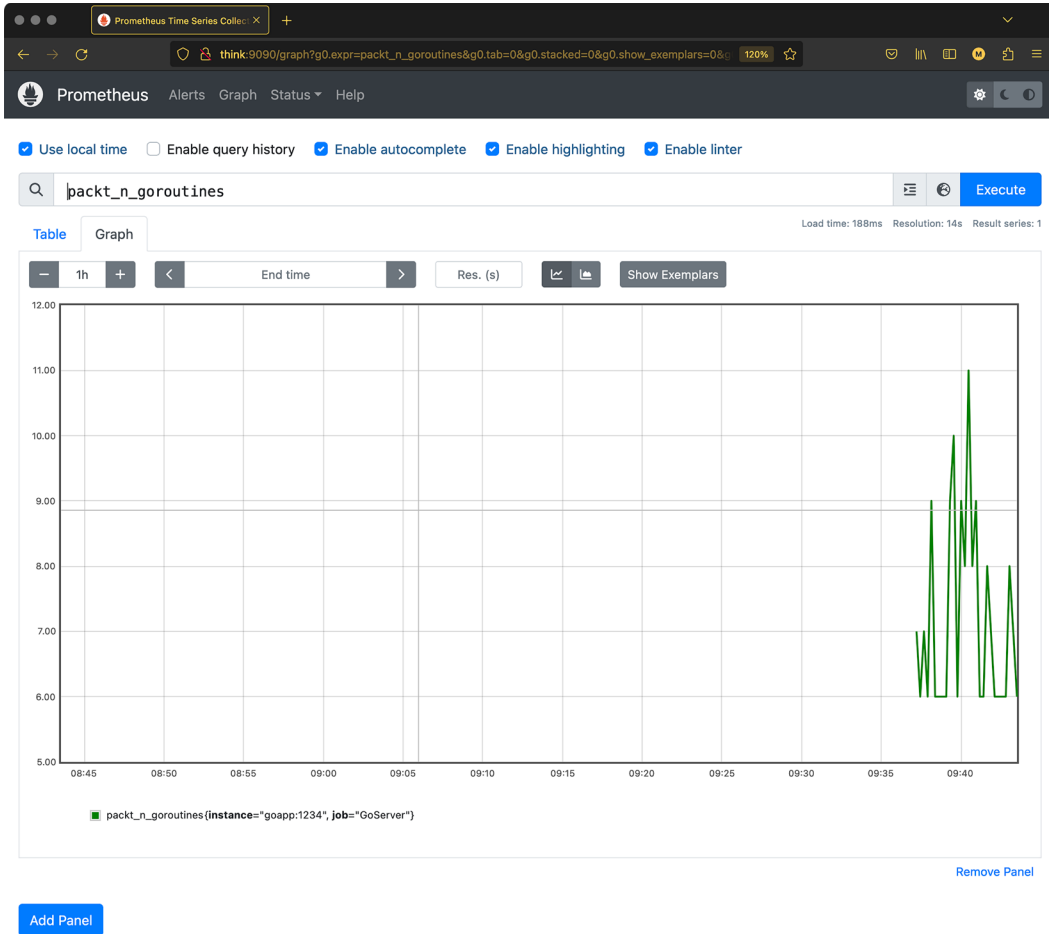 Prometheus Time Series Collect
think:9090/graph?g0.expr=packt_n_goroutines&g0.tab=0&g0.stacked=0&g0.show_exemplars=0&g 120%
M
Prometheus Alerts Graph Status Help
Use local time Enable query history Enable autocomplete Enable highlighting Enable linter
packt_n_goroutines Execute
Load time: 188ms Resolution: 14s Result series: 1
Table Graph
1h End time Res. (s) Show Exemplars
12.00
11.00
10.00
9.00
8.00
7.00
6.00
5.00
08:45 08:50 08:55 09:00 09:05 09:10 09:15 09:20 09:25 09:30 09:35 09:40
packt_n_goroutines{instance="goapp:1234", job="GoServer"}
Remove Panel
Add Panel